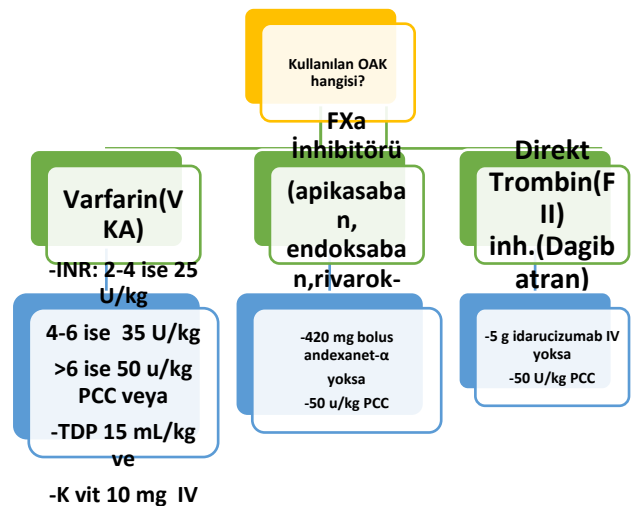 Kullanılan OAK
hangisi?
Varfarin(V
KA)
-INR: 2-4 ise 25
U/kg
4-6 ise 35 U/kg
>6 ise 50 u/kg
PCC veya
-TDP 15 mL/kg
ve
-K vit 10 mg IV
FXa
İnhibitörü
(apikasaba
n,
endoksaba
n,rivarok-
-420 mg bolus
andexanet-α
yoksa
-50 u/kg PCC
Direkt
Trombin(F
II)
inh.(Dagib
atran)
-5 g idarucizumab IV
yoksa
-50 U/kg PCC